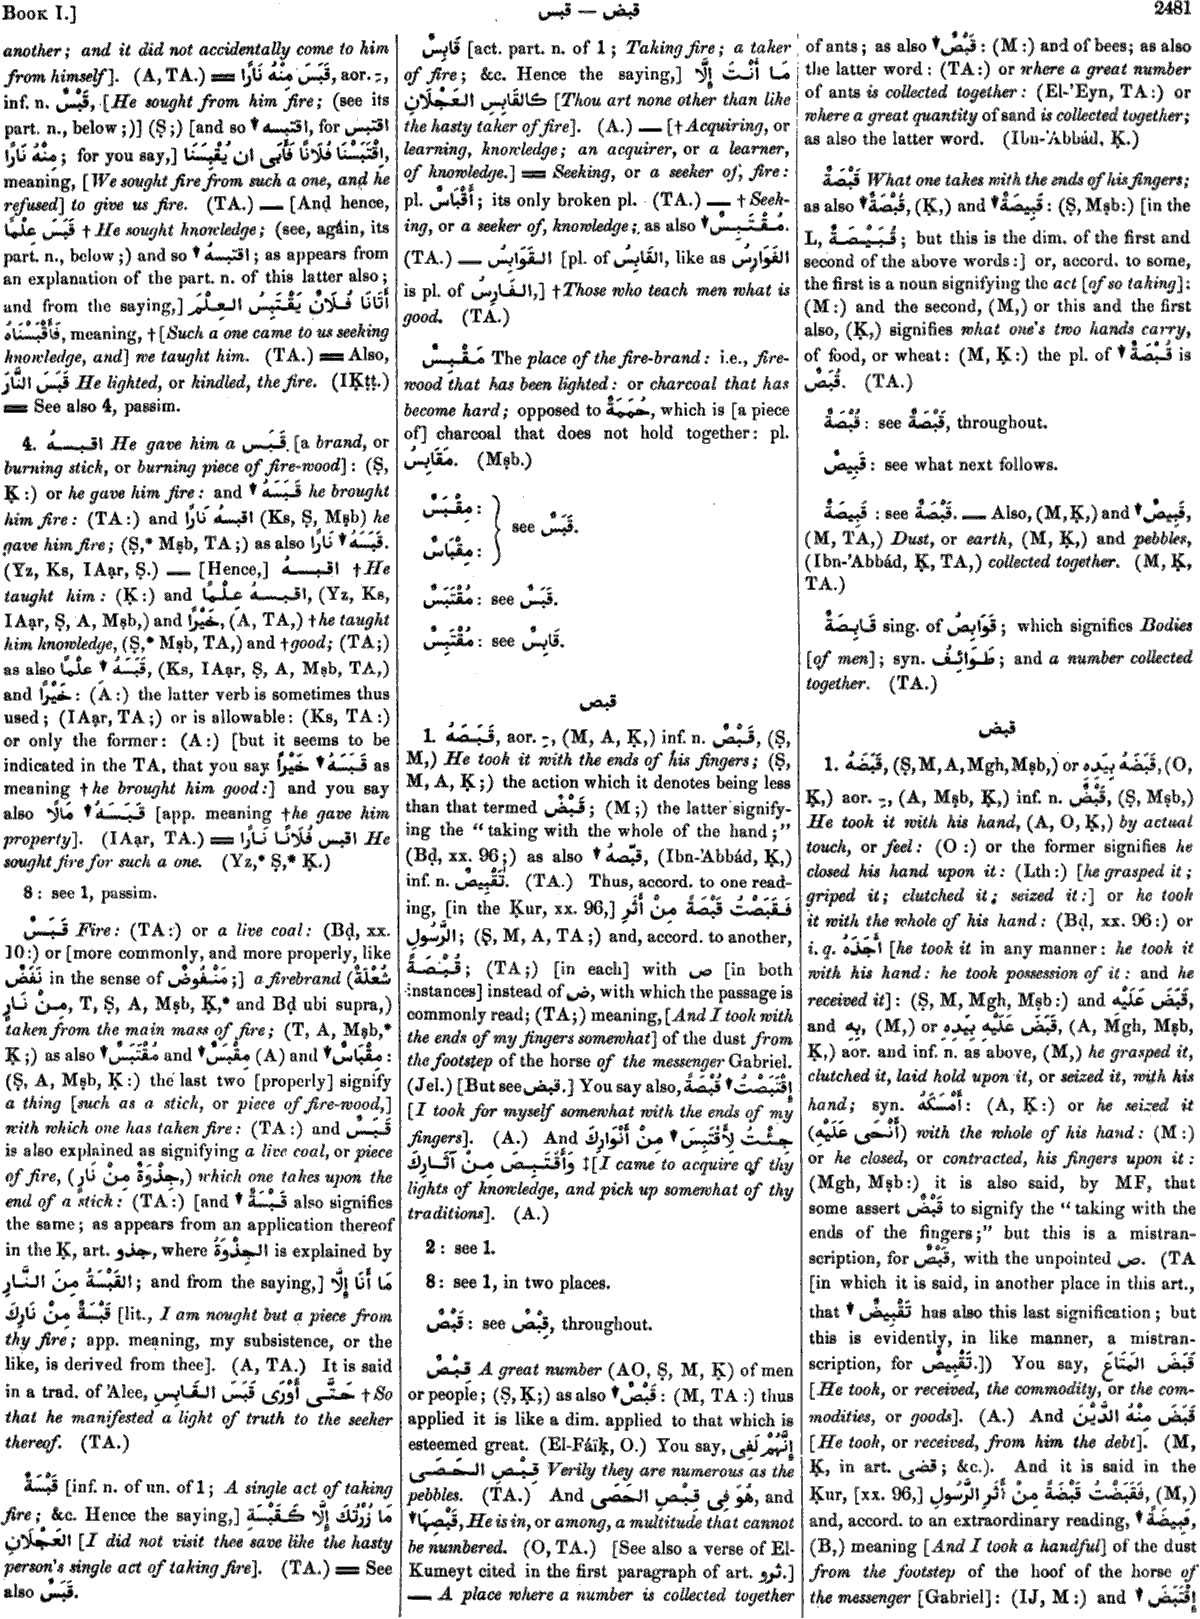 BOOK I.]
قبس — قبض
2481
another; and it did not accidentally come to him
from himself]. (A, TA.) = قَبَسَ مِنْهُ نَارًا, aor. ـِ,
inf. n. قَبْسٌ, [He sought from him fire; (see its
part. n., below;)] (Ṣ;) [and so ▼ اقتبسه, for اقتبس
مِنْهُ نَارًا; for you say,] اِقْتَبَسْنَا فُلَانًا فَأَبَى ان يُقْبِسَنَا,
meaning, [We sought fire from such a one, and he
refused] to give us fire. (TA.) — [And hence,
قَبَسَ عِلْمًا † He sought knowledge; (see, again, its
part. n., below;) and so ▼ اقتبسهُ; as appears from
an explanation of the part. n. of this latter also;
and from the saying,] أَتَانَا فُلَانٌ يَقْتَبِسُ العِلْمَ
فَأَقْبَسْنَاهُ, meaning, † [Such a one came to us seeking
knowledge, and] we taught him. (TA.) = Also,
قَبَسَ النَّارَ He lighted, or kindled, the fire. (IḲṭṭ.)
= See also 4, passim.
4. اقبسهُ He gave him a قَبَس [a brand, or
burning stick, or burning piece of fire-wood]: (Ṣ,
Ḳ:) or he gave him fire: and ▼ قَبَسَهُ he brought
him fire: (TA:) and اقبسهُ نَارًا (Ks, Ṣ, Mṣb) he
gave him fire; (Ṣ,* Mṣb, TA;) as also ▼ قَبَسَهُ نَارًا.
(Yz, Ks, IAạr, Ṣ.) — [Hence,] اقبسهُ † He
taught him: (Ḳ:) and اقبسهُ عِلْمًا, (Yz, Ks,
IAạr, Ṣ, A, Mṣb,) and خَيْرًا, (A, TA,) † he taught
him knowledge, (Ṣ,* Mṣb, TA,) and † good; (TA;)
as also ▼ قَبَسَهُ عِلْمًا, (Ks, IAạr, Ṣ, A, Mṣb, TA,)
and خَيْرًا: (A:) the latter verb is sometimes thus
used; (IAạr, TA;) or is allowable: (Ks, TA:)
or only the former: (A:) [but it seems to be
indicated in the TA, that you say ▼ قَبَسَهُ خَيْرًا as
meaning † he brought him good:] and you say
also ▼ قَبَسَهُ مَالًا [app. meaning † he gave him
property]. (IAạr, TA.) = اقبس فُلَانًا نَارًا He
sought fire for such a one. (Yz,* Ṣ,* Ḳ.)
8: see 1, passim.
قَبَسٌ Fire: (TA:) or a live coal: (Bḍ, xx.
10:) or [more commonly, and more properly, like
نَفَضٌ in the sense of مَنْفُوضٌ;] a firebrand (شُعْلَةٌ
مِنْ نَارٍ, T, Ṣ, A, Mṣb, Ḳ,* and Bḍ ubi supra,)
taken from the main mass of fire; (T, A, Mṣb,*
Ḳ;) as also ▼ مُقْتَبَسٌ and ▼ مِقْبَسٌ (A) and ▼ مِقْبَاسٌ:
(Ṣ, A, Mṣb, Ḳ:) the last two [properly] signify
a thing [such as a stick, or piece of fire-wood,]
with which one has taken fire: (TA:) and قَبَسٌ
is also explained as signifying a live coal, or piece
of fire, (جِذْوَةٌ مِنْ نَارٍ,) which one takes upon the
end of a stick: (TA:) [and ▼ قَبْسَةٌ also signifies
the same; as appears from an application thereof
in the Ḳ, art. جذو, where الجِذْوَةُ is explained by
القَبْسَةُ مِنَ النَّارِ; and from the saying,] مَا أَنَا إِلَّا
قَبْسَةٌ مِنْ نَارِكَ [lit., I am nought but a piece from
thy fire; app. meaning, my subsistence, or the
like, is derived from thee]. (A, TA.) It is said
in a trad. of 'Alee, حَتَّى أَوْرَى قَبَسَ القَابِسِ † So
that he manifested a light of truth to the seeker
thereof. (TA.)
قَبْسَةٌ [inf. n. of un. of 1; A single act of taking
fire; &c. Hence the saying,] مَا زُرْتُكَ إِلَّا كَقَبْسَةِ
العَجْلَانِ [I did not visit thee save like the hasty
person's single act of taking fire]. (TA.) = See
also قَبَسٌ.
قَابِسٌ [act. part. n. of 1; Taking fire; a taker
of fire; &c. Hence the saying,] مَا أَنْتَ إِلَّا
كَالقَابِسِ العَجْلَانِ [Thou art none other than like
the hasty taker of fire]. (A.) — [† Acquiring, or
learning, knowledge; an acquirer, or a learner,
of knowledge.] = Seeking, or a seeker of, fire:
pl. أَقْبَاسٌ; its only broken pl. (TA.) — † Seek-
ing, or a seeker of, knowledge; as also ▼ مُقْتَبِسٌ.
(TA.) — القَوَابِسُ [pl. of القَابِسُ, like as الفَوَارِسُ
is pl. of الفَارِسُ,] † Those who teach men what is
good. (TA.)
مَقْبِسٌ The place of the fire-brand: i.e., fire-
wood that has been lighted: or charcoal that has
become hard; opposed to حُمَمَةٌ, which is [a piece
of] charcoal that does not hold together: pl.
مَقَابِسُ. (Mṣb.)
مِقْبَسٌ:
مِقْبَاسٌ:
} see قَبَسٌ.
مُقْتَبَسٌ: see قَبَسٌ.
مُقْتَبِسٌ: see قَابِسٌ.
قبص
1. قَبَصَهُ, aor. ـِ, (M, A, Ḳ,) inf. n. قَبْصٌ, (Ṣ,
M,) He took it with the ends of his fingers; (Ṣ,
M, A, Ḳ;) the action which it denotes being less
than that termed قَبْضٌ; (M;) the latter signify-
ing the "taking with the whole of the hand;"
(Bḍ, xx. 96;) as also ▼ قبّصهُ, (Ibn-'Abbád, Ḳ,)
inf. n. تَقْبِيصٌ. (TA.) Thus, accord. to one read-
ing, [in the Ḳur, xx. 96,] فَقَبَصْتُ قَبْصَةً مِنْ أَثَرِ
الرَّسُولِ; (Ṣ, M, A, TA;) and, accord. to another,
قُبْصَةً; (TA;) [in each] with ص [in both
instances] instead of ض, with which the passage is
commonly read; (TA;) meaning, [And I took with
the ends of my fingers somewhat] of the dust from
the footstep of the horse of the messenger Gabriel.
(Jel.) [But see قبض.] You say also, ▼ اِقْتَبَصْتُ قُبْصَةً
[I took for myself somewhat with the ends of my
fingers]. (A.) And جِئْتُ لِأَقْتَبِسَ ▼ مِنْ أَنْوَارِكَ
وَأَقْتَبِصَ مِنْ آثَارِكَ ‡ [I came to acquire of thy
lights of knowledge, and pick up somewhat of thy
traditions]. (A.)
2: see 1.
8: see 1, in two places.
قَبْصٌ: see قِبْصٌ, throughout.
قِبْصٌ A great number (AO, Ṣ, M, Ḳ) of men
or people; (Ṣ, Ḳ;) as also ▼ قَبْصٌ: (M, TA:) thus
applied it is like a dim. applied to that which is
esteemed great. (El-Fáïḳ, O.) You say, إِنَّهُمْ لَفِى
قِبْصِ الحَصَى Verily they are numerous as the
pebbles. (TA.) And هُوَ فِى قِبْصِ الحَصَى, and
▼ قَبْصِهَا, He is in, or among, a multitude that cannot
be numbered. (O, TA.) [See also a verse of El-
Kumeyt cited in the first paragraph of art. ثرو.]
— A place where a number is collected together
of ants; as also ▼ قَبْصٌ: (M:) and of bees; as also
the latter word: (TA:) or where a great number
of ants is collected together: (El-'Eyn, TA:) or
where a great quantity of sand is collected together;
as also the latter word. (Ibn-'Abbád, Ḳ.)
قَبْصَةٌ What one takes with the ends of his fingers;
as also ▼ قُبْصَةٌ, (Ḳ,) and ▼ قَبِيصَةٌ: (Ṣ, Mṣb:) [in the
L, قُبَيْصَةٌ; but this is the dim. of the first and
second of the above words:] or, accord. to some,
the first is a noun signifying the act [of so taking]:
(M:) and the second, (M,) or this and the first
also, (Ḳ,) signifies what one's two hands carry,
of food, or wheat: (M, Ḳ:) the pl. of ▼ قُبْصَةٌ is
قُبَصٌ. (TA.)
قُبْصَةٌ: see قَبْصَةٌ, throughout.
قَبِيصٌ: see what next follows.
قَبِيصَةٌ: see قَبْصَةٌ. — Also, (M, Ḳ,) and ▼ قَبِيصٌ,
(M, TA,) Dust, or earth, (M, Ḳ,) and pebbles,
(Ibn-'Abbád, Ḳ, TA,) collected together. (M, Ḳ,
TA.)
قَابِصَةٌ sing. of قَوَابِصُ; which signifies Bodies
[of men]; syn. طَوَائِفُ; and a number collected
together. (TA.)
قبض
1. قَبَضَهُ, (Ṣ, M, A, Mgh, Mṣb,) or قَبَضَهُ بِيَدِهِ, (O,
Ḳ,) aor. ـِ, (A, Mṣb, Ḳ,) inf. n. قَبْضٌ, (Ṣ, Mṣb,)
He took it with his hand, (A, O, Ḳ,) by actual
touch, or feel: (O:) or the former signifies he
closed his hand upon it: (Lth:) [he grasped it;
griped it; clutched it; seized it:] or he took
it with the whole of his hand: (Bḍ, xx. 96:) or
i. q. أَخَذَهُ [he took it in any manner: he took it
with his hand: he took possession of it: and he
received it]: (Ṣ, M, Mgh, Mṣb:) and قَبَضَ عَلَيْهِ,
and بِهِ, (M,) or قَبَضَ عَلَيْهِ بِيَدِهِ, (A, Mgh, Mṣb,
Ḳ,) aor. and inf. n. as above, (M,) he grasped it,
clutched it, laid hold upon it, or seized it, with his
hand; syn. أَمْسَكَهُ: (A, Ḳ:) or he seized it
(أَنْحَى عَلَيْهِ) with the whole of his hand: (M:)
or he closed, or contracted, his fingers upon it:
(Mgh, Mṣb:) it is also said, by MF, that
some assert قَبْضٌ to signify the "taking with the
ends of the fingers;" but this is a mistran-
scription, for قَبْصٌ, with the unpointed ص. (TA
[in which it is said, in another place in this art.,
that ▼ تَقْبِيضٌ has also this last signification; but
this is evidently, in like manner, a mistran-
scription, for تَقْبِيصٌ.]) You say, قَبَضَ المَتَاعَ
[He took, or received, the commodity, or the com-
modities, or goods]. (A.) And قَبَضَ مِنْهُ الدَّيْنَ
[He took, or received, from him the debt]. (M,
Ḳ, in art. قضى; &c.). And it is said in the
Ḳur, [xx. 96,] فَقَبَضْتُ قَبْضَةً مِنْ أَثَرِ الرَّسُولِ, (M,)
and, accord. to an extraordinary reading, ▼ قَبِيضَةً,
(B,) meaning [And I took a handful] of the dust
from the footstep of the hoof of the horse of
the messenger [Gabriel]: (IJ, M:) and ▼ اِقْتَبَضَ